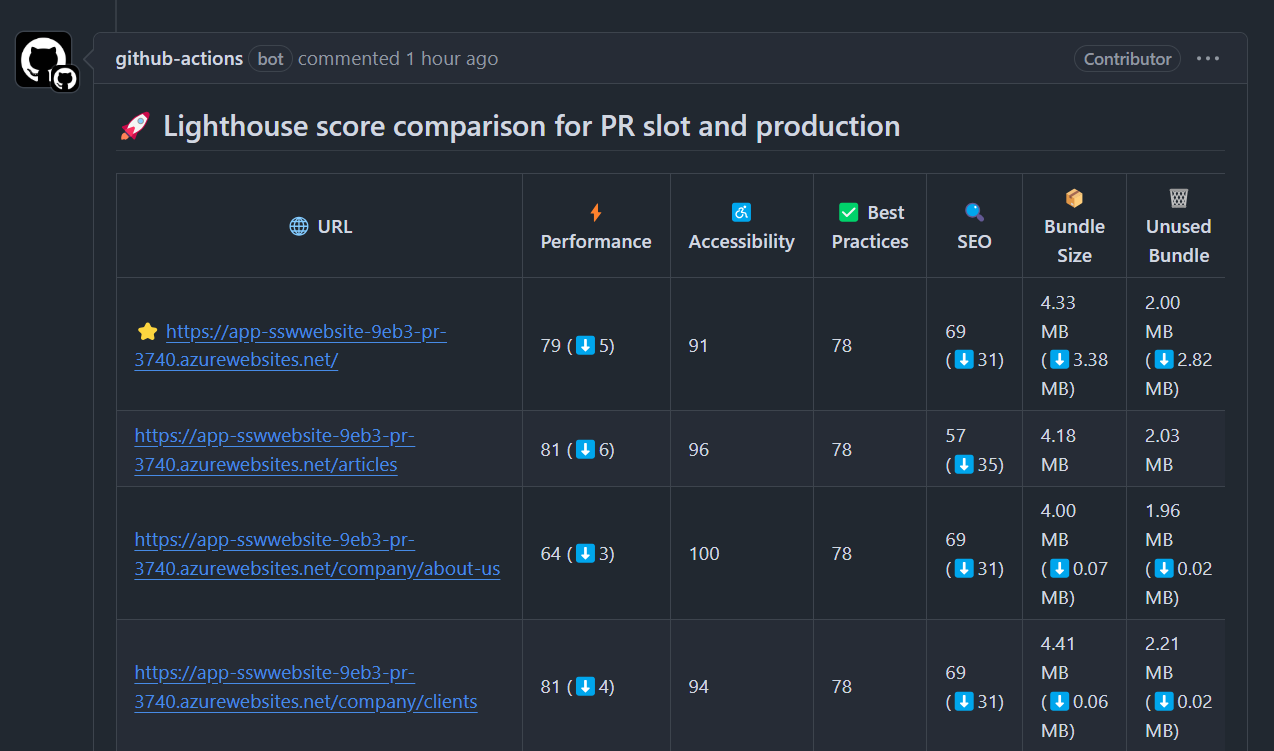 github-actions bot commented 1 hour ago Contributor
🚀 Lighthouse score comparison for PR slot and production
🌐 URL
⚡
Performance
♿
Accessibility
✅ Best
Practices
🔍
SEO
📦
Bundle
Size
🗑️
Unused
Bundle
⭐ https://app-sswwebsite-9eb3-pr-
3740.azurewebsites.net/
79 (⬇️5)
91
78
69
(⬇️31)
4.33
MB
(⬇️3.38
MB)
2.00
MB
(⬇️2.82
MB)
https://app-sswwebsite-9eb3-pr-
3740.azurewebsites.net/articles
81 (⬇️6)
96
78
57
(⬇️35)
4.18
MB
2.03
MB
https://app-sswwebsite-9eb3-pr-
3740.azurewebsites.net/company/about-us
64 (⬇️3)
100
78
69
(⬇️31)
4.00
MB
(⬇️0.07
MB)
1.96
MB
(⬇️0.02
MB)
https://app-sswwebsite-9eb3-pr-
3740.azurewebsites.net/company/clients
81 (⬇️4)
94
78
69
(⬇️31)
4.41
MB
(⬇️0.06
MB)
2.21
MB
(⬇️0.02
MB)